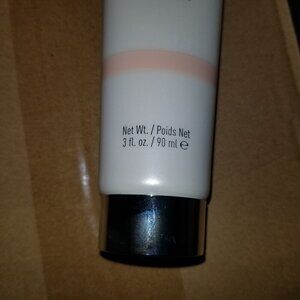 Net Wt. / Poids Net
3 fl. oz. / 90 ml ℮